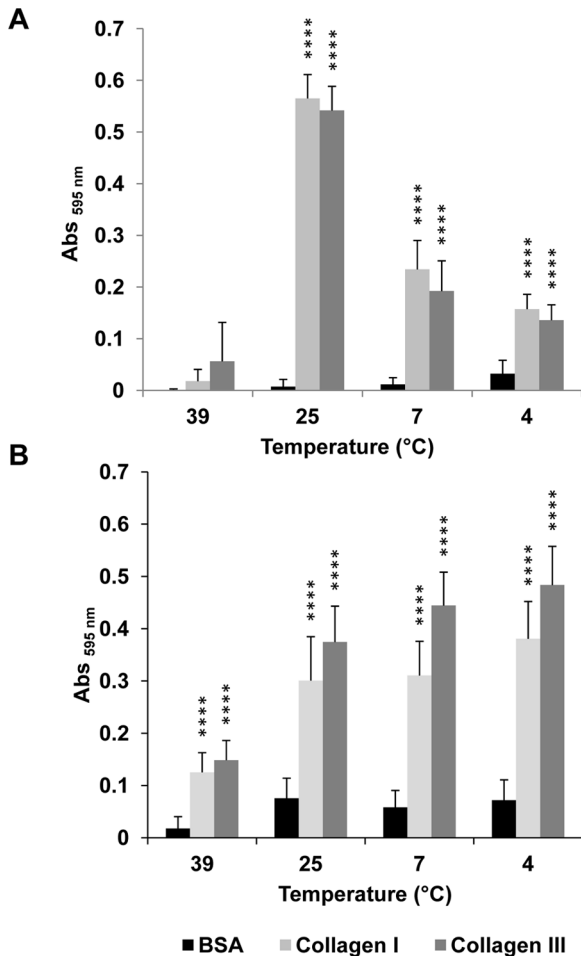 A
Abs 595 nm
0.7
0.6
0.5
0.4
0.3
0.2
0.1
0
**** ****
**** ****
**** ****
39 25 7 4
Temperature (°C)
B
Abs 595 nm
0.7
0.6
0.5
0.4
0.3
0.2
0.1
0
**** ****
**** ****
**** ****
**** ****
39 25 7 4
Temperature (°C)
BSA Collagen I Collagen III